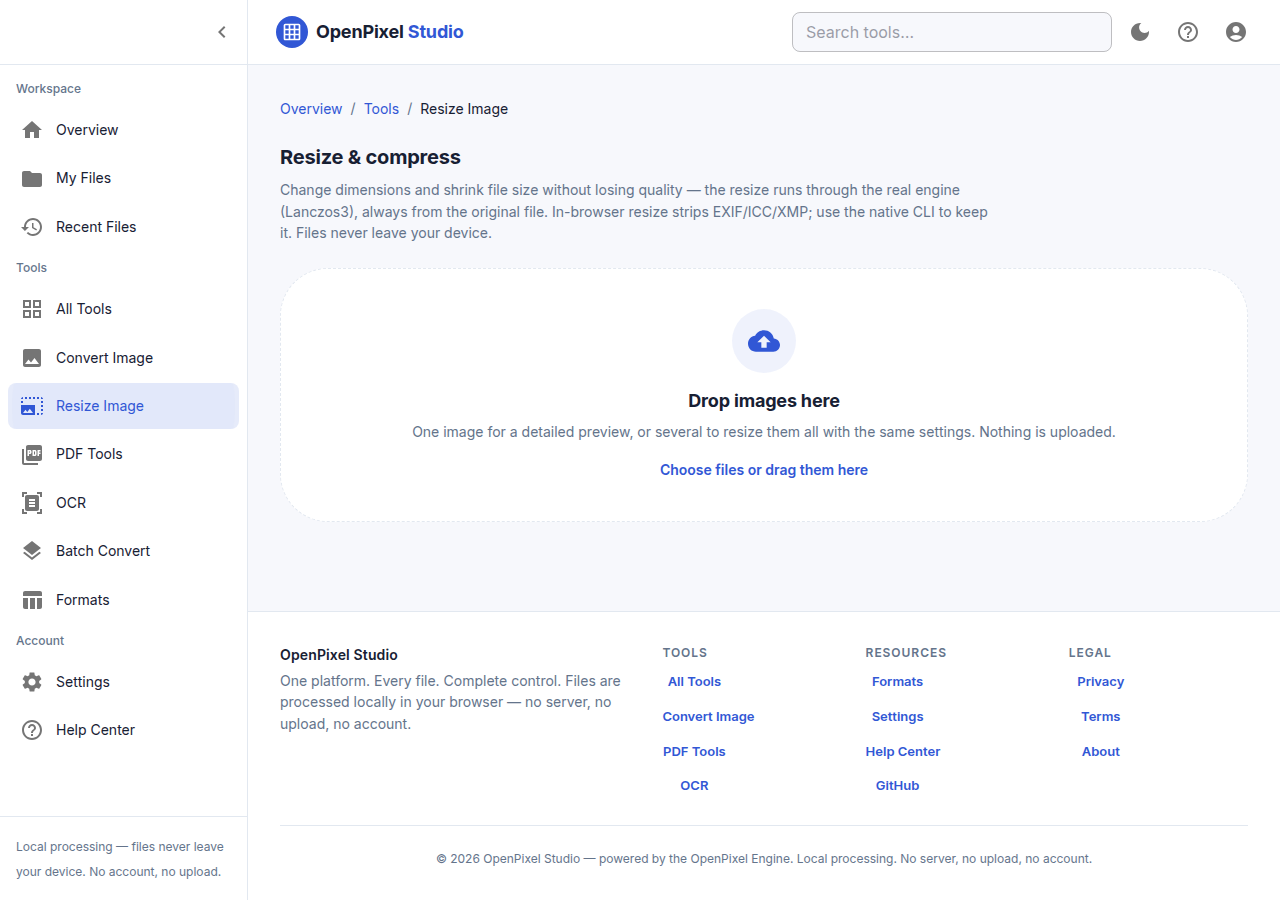 OpenPixel Studio
Search tools...
Workspace
Overview
My Files
Recent Files
Tools
All Tools
Convert Image
Resize Image
PDF Tools
OCR
Batch Convert
Formats
Account
Settings
Help Center
Local processing — files never leave
your device. No account, no upload.
Overview / Tools / Resize Image
Resize & compress
Change dimensions and shrink file size without losing quality — the resize runs through the real engine
(Lanczos3), always from the original file. In-browser resize strips EXIF/ICC/XMP; use the native CLI to keep
it. Files never leave your device.
Drop images here
One image for a detailed preview, or several to resize them all with the same settings. Nothing is uploaded.
Choose files or drag them here
OpenPixel Studio
One platform. Every file. Complete control. Files are
processed locally in your browser — no server, no
upload, no account.
TOOLS
All Tools
Convert Image
PDF Tools
OCR
RESOURCES
Formats
Settings
Help Center
GitHub
LEGAL
Privacy
Terms
About
© 2026 OpenPixel Studio — powered by the OpenPixel Engine. Local processing. No server, no upload, no account.